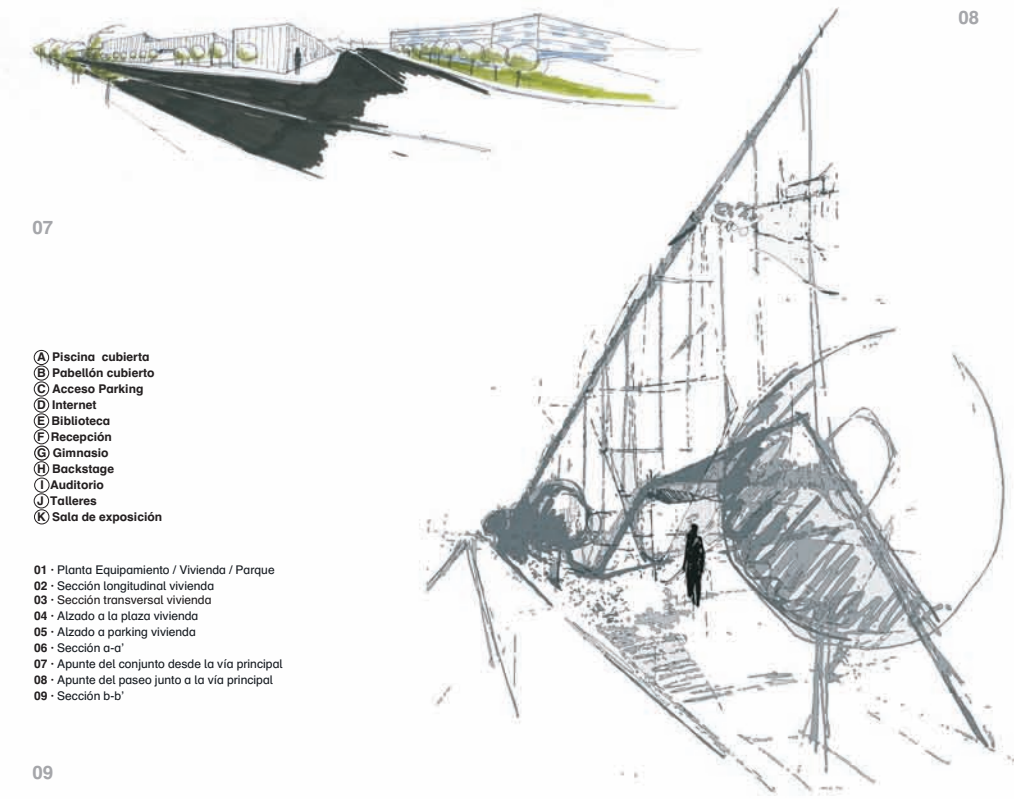 08
07
Ⓐ Piscina cubierta
Ⓑ Pabellón cubierto
Ⓒ Acceso Parking
Ⓓ Internet
Ⓔ Biblioteca
Ⓕ Recepción
Ⓖ Gimnasio
Ⓗ Backstage
Ⓘ Auditorio
Ⓙ Talleres
Ⓚ Sala de exposición
01 · Planta Equipamiento / Vivienda / Parque
02 · Sección longitudinal vivienda
03 · Sección transversal vivienda
04 · Alzado a la plaza vivienda
05 · Alzado a parking vivienda
06 · Sección a-a’
07 · Apunte del conjunto desde la vía principal
08 · Apunte del paseo junto a la vía principal
09 · Sección b-b’
09